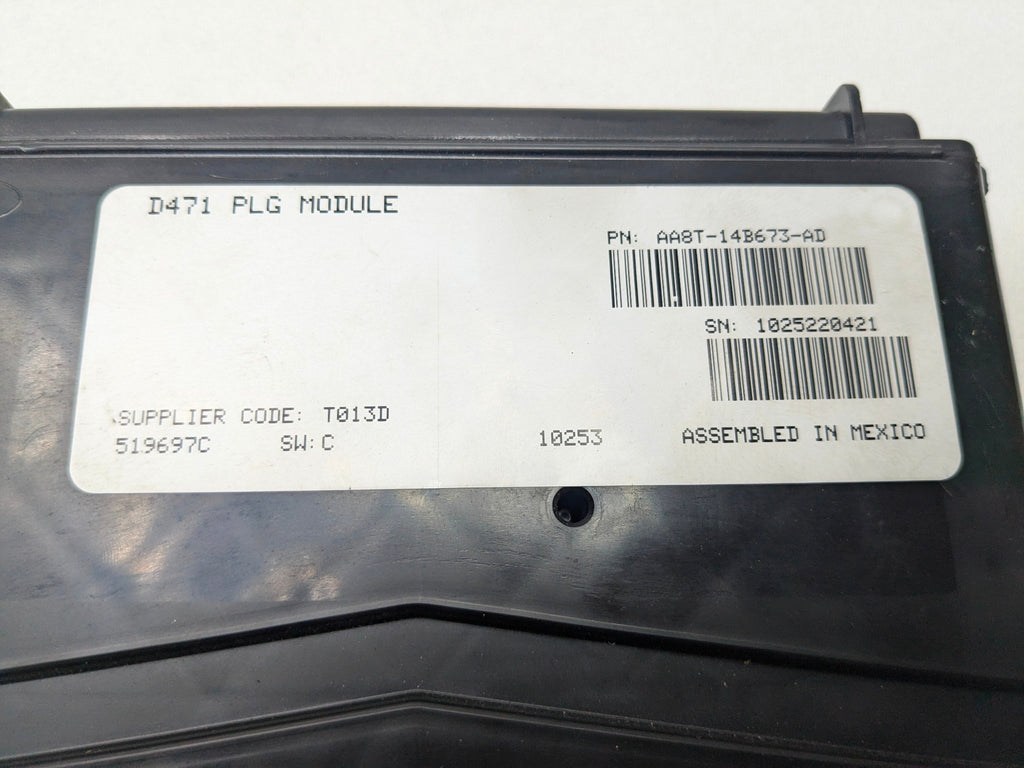 D471 PLG MODULE
PN: AA8T-14B673-AD
SN: 1025220421
SUPPLIER CODE: T013D
519697C SW:C 10253 ASSEMBLED IN MEXICO